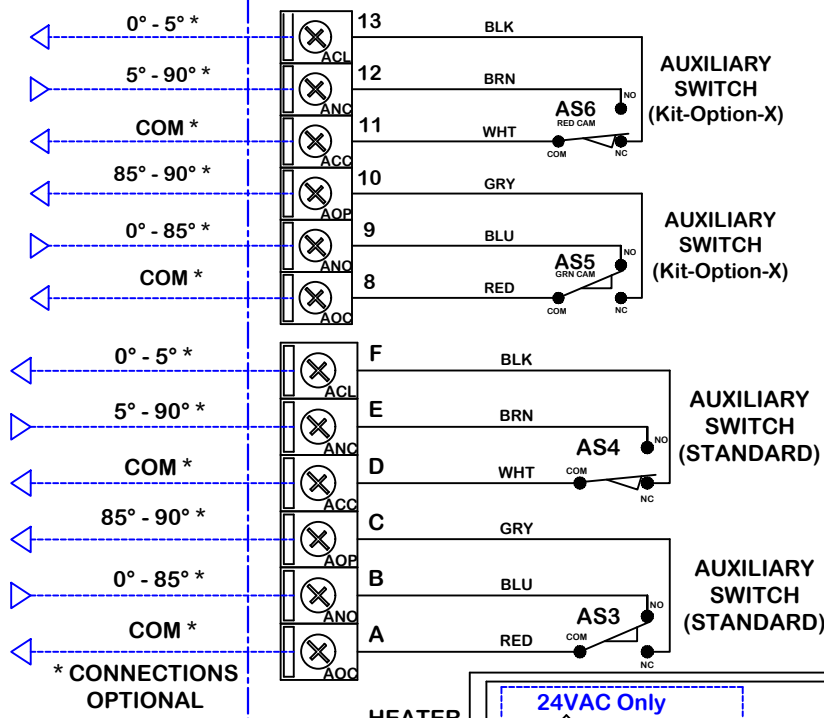 0° - 5° *
13
BLK
ACL
5° - 90° *
12
BRN
ANC
NO
AUXILIARY
SWITCH
(Kit-Option-X)
AS6
RED CAM
COM *
11
WHT
ACC
COM
NC
85° - 90° *
10
GRY
AOP
0° - 85° *
9
BLU
ANO
NO
AUXILIARY
SWITCH
(Kit-Option-X)
AS5
GRN CAM
COM *
8
RED
AOC
COM
NC
0° - 5° *
F
BLK
ACL
5° - 90° *
E
BRN
ANC
NO
AUXILIARY
SWITCH
(STANDARD)
AS4
COM *
D
WHT
ACC
COM
NC
85° - 90° *
C
GRY
AOP
0° - 85° *
B
BLU
ANO
NO
AUXILIARY
SWITCH
(STANDARD)
AS3
COM *
A
RED
AOC
COM
NC
* CONNECTIONS
OPTIONAL
24VAC Only
HEATER